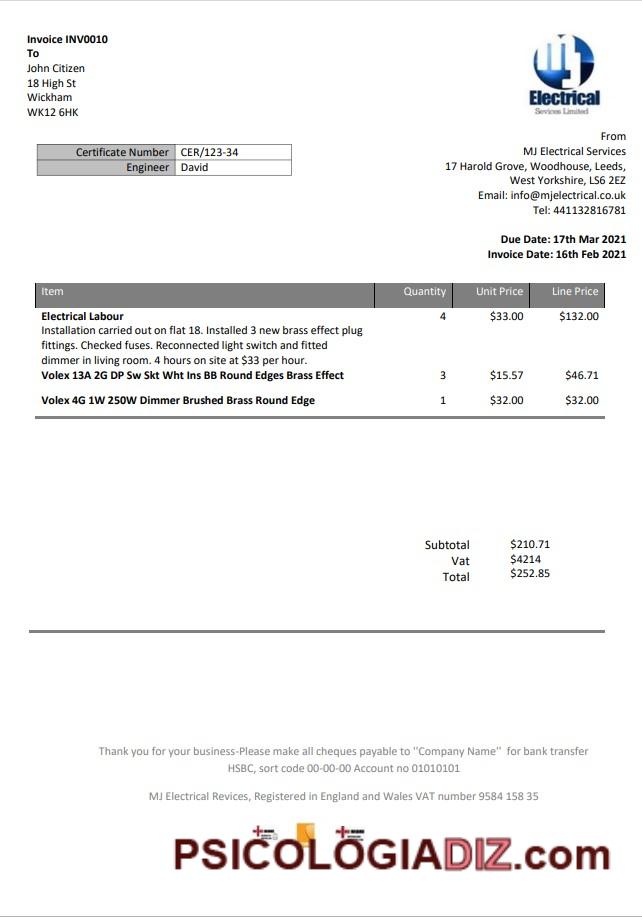 Invoice INV0010
To
John Citizen
18 High St
Wickham
WK12 6HK
Electrical
Sevices Limited
Certificate Number CER/123-34
Engineer David
From
MJ Electrical Services
17 Harold Grove, Woodhouse, Leeds,
West Yorkshire, LS6 2EZ
Email: info@mjelectrical.co.uk
Tel: 441132816781
Due Date: 17th Mar 2021
Invoice Date: 16th Feb 2021
Item Quantity Unit Price Line Price
Electrical Labour 4 $33.00 $132.00
Installation carried out on flat 18. Installed 3 new brass effect plug
fittings. Checked fuses. Reconnected light switch and fitted
dimmer in living room. 4 hours on site at $33 per hour.
Volex 13A 2G DP Sw Skt Wht Ins BB Round Edges Brass Effect 3 $15.57 $46.71
Volex 4G 1W 250W Dimmer Brushed Brass Round Edge 1 $32.00 $32.00
Subtotal $210.71
Vat $4214
Total $252.85
Thank you for your business-Please make all cheques payable to "Company Name" for bank transfer
HSBC, sort code 00-00-00 Account no 01010101
MJ Electrical Revices, Registered in England and Wales VAT number 9584 158 35
PSICOLOGIADIZ.com